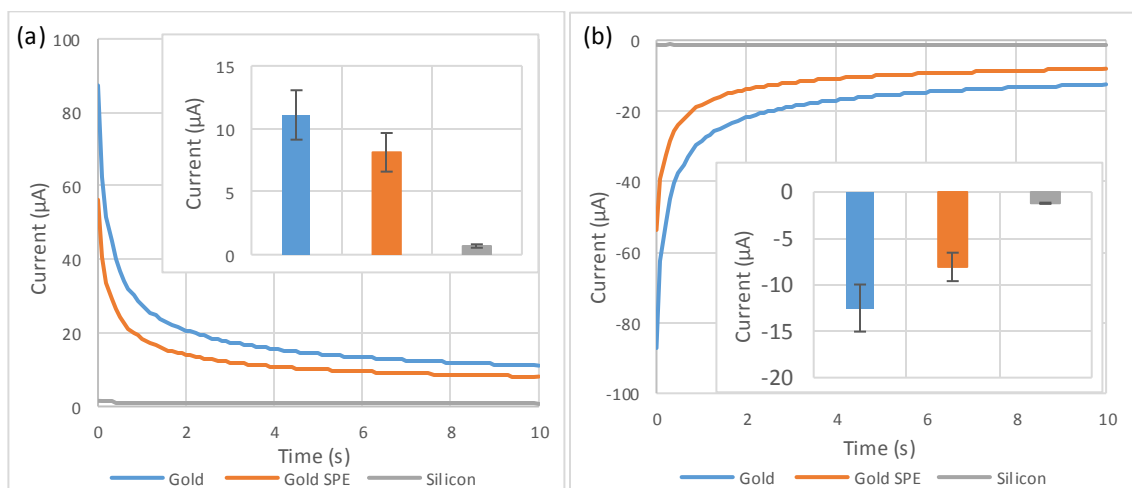 (a)
Current (µA)
100
80
60
40
20
0
0 2 4 6 8 10
Time (s)
Current (µA)
15
10
5
0
Gold Gold SPE Silicon
(b)
Current (µA)
0
-20
-40
-60
-80
-100
0 2 4 6 8 10
Time (s)
Current (µA)
0
-5
-10
-15
-20
Gold Gold SPE Silicon